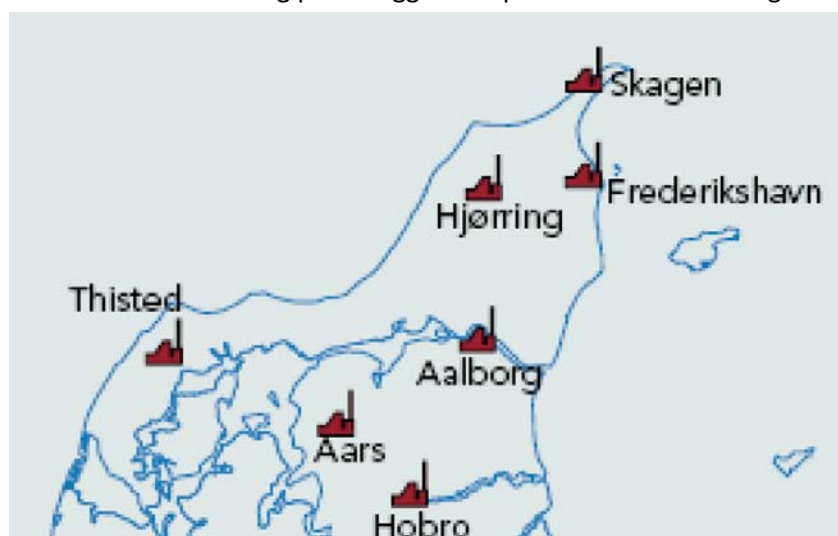 Skagen
Frederikshavn
Hjørring
Thisted
Aalborg
Aars
Hobro